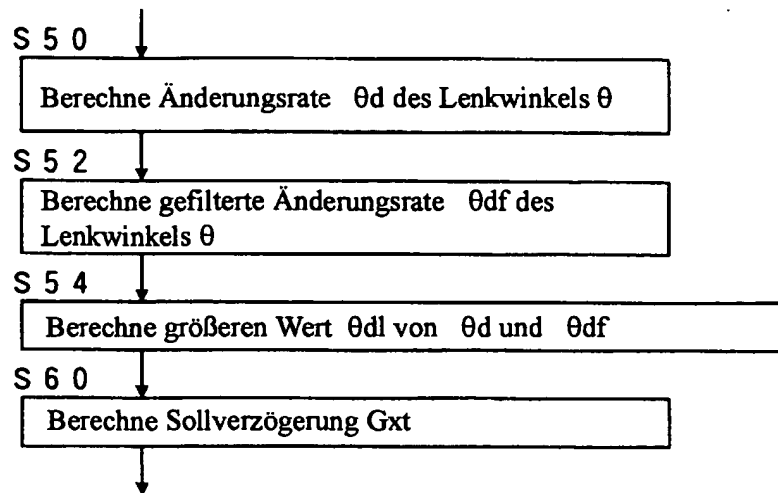 S 5 0
Berechne Änderungsrate θd des Lenkwinkels θ
S 5 2
Berechne gefilterte Änderungsrate θdf des
Lenkwinkels θ
S 5 4
Berechne größeren Wert θdl von θd und θdf
S 6 0
Berechne Sollverzögerung Gxt